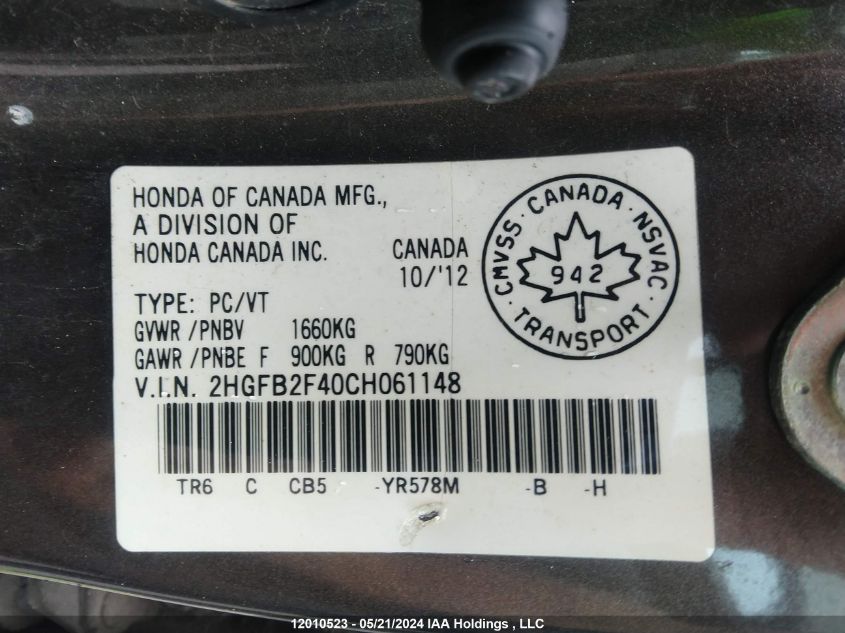 HONDA OF CANADA MFG.,
A DIVISION OF
HONDA CANADA INC. CANADA
10/'12
TYPE: PC/VT
GVWR /PNBV 1660KG
GAWR /PNBE F 900KG R 790KG
V.I.N. 2HGFB2F40CH061148
TR6 C CB5 -YR578M -B -H
CMVSS · CANADA · NSVAC · TRANSPORT ·
942
12010523 - 05/21/2024 IAA Holdings , LLC